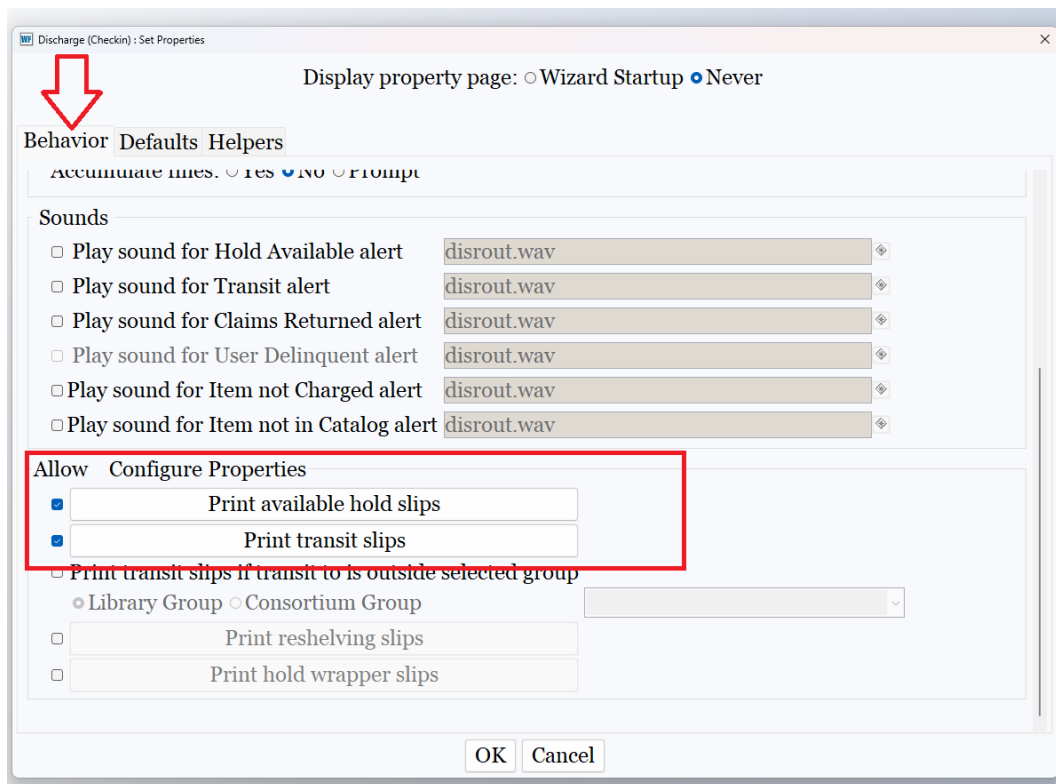 WF Discharge (Checkin) : Set Properties
Display property page: Wizard Startup Never
Behavior Defaults Helpers
Accumulate fines: Yes No Prompt
Sounds
Play sound for Hold Available alert disrout.wav
Play sound for Transit alert disrout.wav
Play sound for Claims Returned alert disrout.wav
Play sound for User Delinquent alert disrout.wav
Play sound for Item not Charged alert disrout.wav
Play sound for Item not in Catalog alert disrout.wav
Allow Configure Properties
Print available hold slips
Print transit slips
Print transit slips if transit to is outside selected group
Library Group Consortium Group
Print reshelving slips
Print hold wrapper slips
OK Cancel